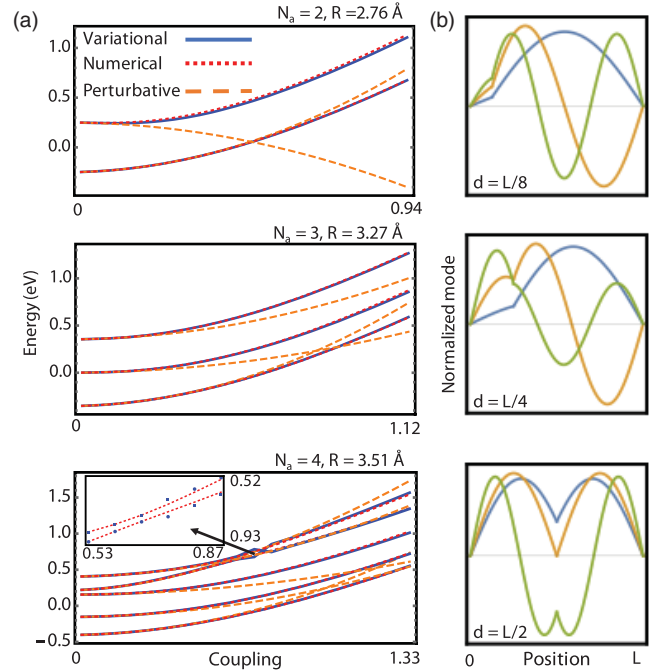 (a)
N_a = 2, R =2.76 Å
1.0
0.5
0.0
Variational
Numerical
Perturbative
0
0.94
N_a = 3, R = 3.27 Å
Energy (eV)
1.0
0.5
0.0
0
1.12
N_a = 4, R = 3.51 Å
1.5
1.0
0.5
0.0
−0.5
0.52
0.93
0.53
0.87
0
Coupling
1.33
(b)
d = L/8
Normalized mode
d = L/4
d = L/2
0
Position
L